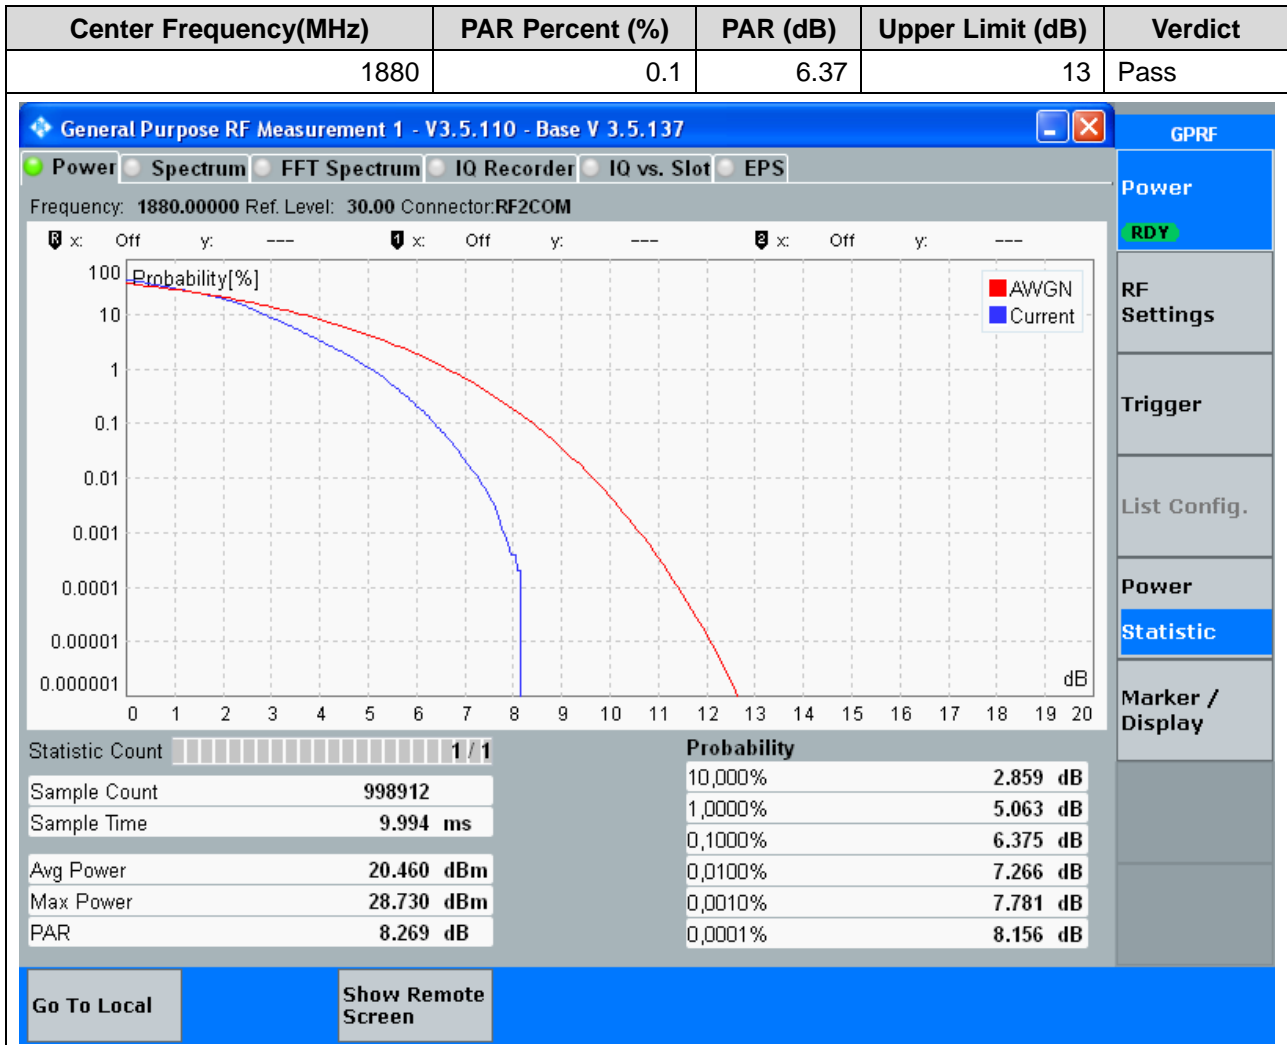 Center Frequency(MHz) PAR Percent (%) PAR (dB) Upper Limit (dB) Verdict
1880 0.1 6.37 13 Pass
General Purpose RF Measurement 1 - V3.5.110 - Base V 3.5.137
GPRF
Power Spectrum FFT Spectrum IQ Recorder IQ vs. Slot EPS
Frequency: 1880.00000 Ref. Level: 30.00 Connector:RF2COM
R x: Off y: --- 1 x: Off y: --- 2 x: Off y: ---
Probability[%]
100
10
1
0.1
0.01
0.001
0.0001
0.00001
0.000001
AWGN
Current
dB
0 1 2 3 4 5 6 7 8 9 10 11 12 13 14 15 16 17 18 19 20
Power
RDY
RF
Settings
Trigger
List Config.
Power
Statistic
Marker /
Display
Statistic Count 1 / 1
Sample Count 998912
Sample Time 9.994 ms
Avg Power 20.460 dBm
Max Power 28.730 dBm
PAR 8.269 dB
Probability
10,000% 2.859 dB
1,0000% 5.063 dB
0,1000% 6.375 dB
0,0100% 7.266 dB
0,0010% 7.781 dB
0,0001% 8.156 dB
Go To Local
Show Remote
Screen